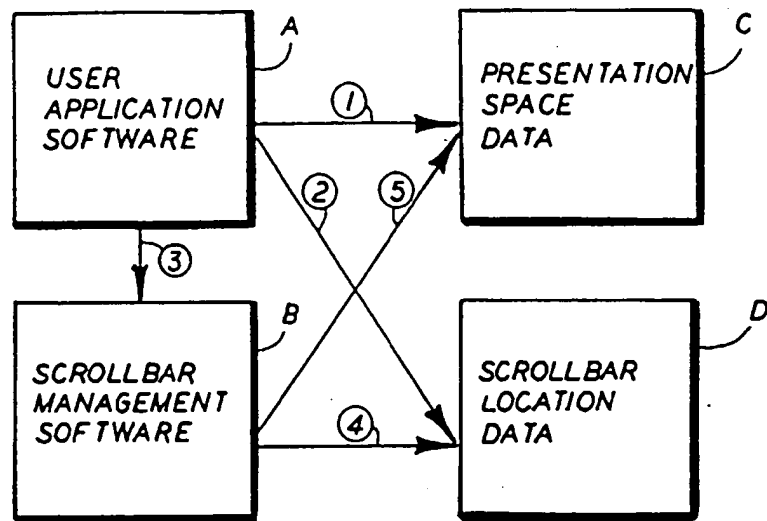 A
USER
APPLICATION
SOFTWARE
1
C
PRESENTATION
SPACE
DATA
2
5
3
B
SCROLLBAR
MANAGEMENT
SOFTWARE
4
D
SCROLLBAR
LOCATION
DATA